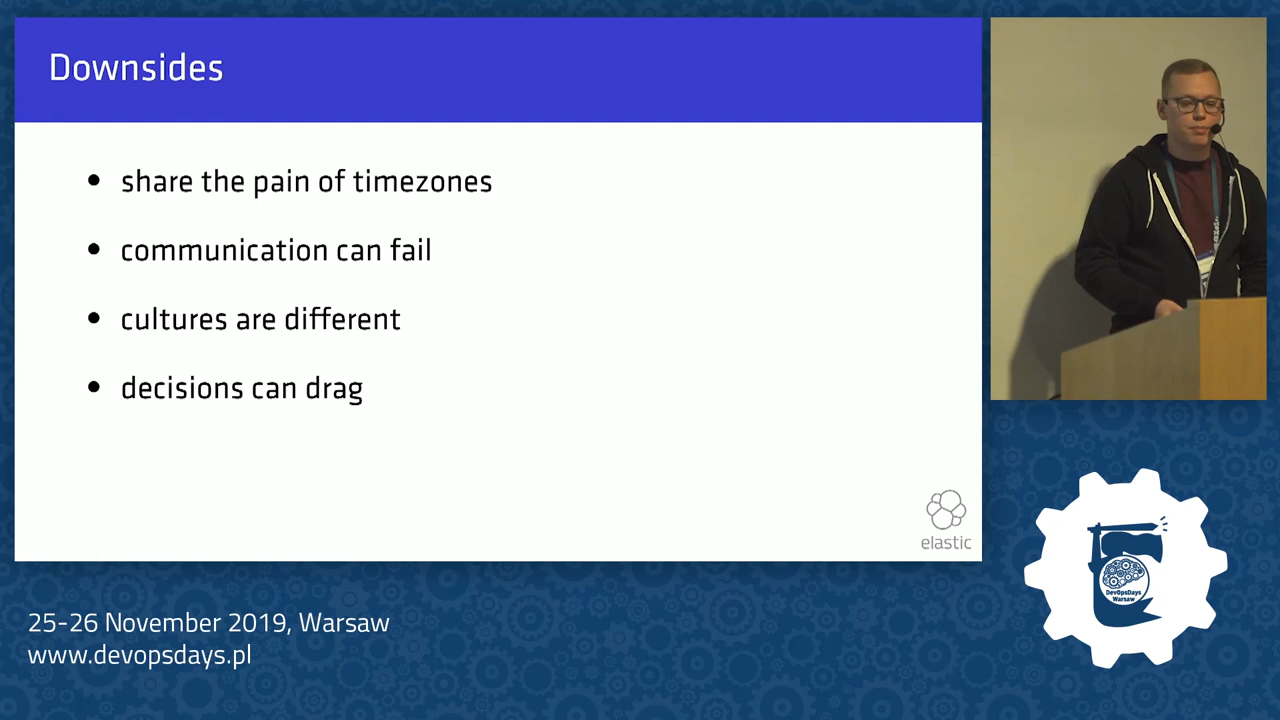 Downsides
• share the pain of timezones
• communication can fail
• cultures are different
• decisions can drag
elastic
25-26 November 2019, Warsaw
www.devopsdays.pl
DevOpsDays
Warsaw